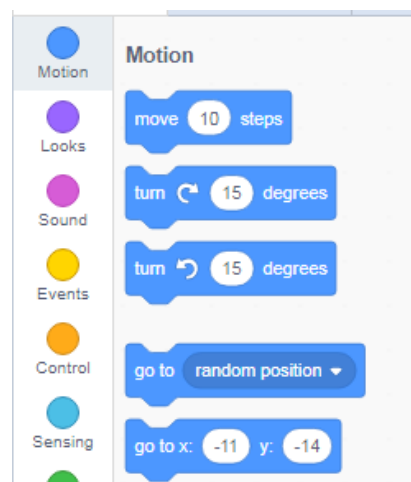 Motion
Looks
Sound
Events
Control
Sensing
Motion
move 10 steps
turn 15 degrees
turn 15 degrees
go to random position
go to x: -11 y: -14